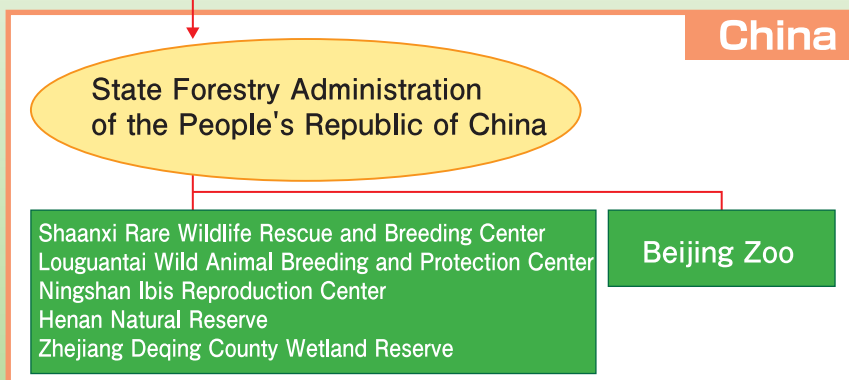 China
State Forestry Administration
of the People's Republic of China
Shaanxi Rare Wildlife Rescue and Breeding Center
Louguantai Wild Animal Breeding and Protection Center
Ningshan Ibis Reproduction Center
Henan Natural Reserve
Zhejiang Deqing County Wetland Reserve
Beijing Zoo